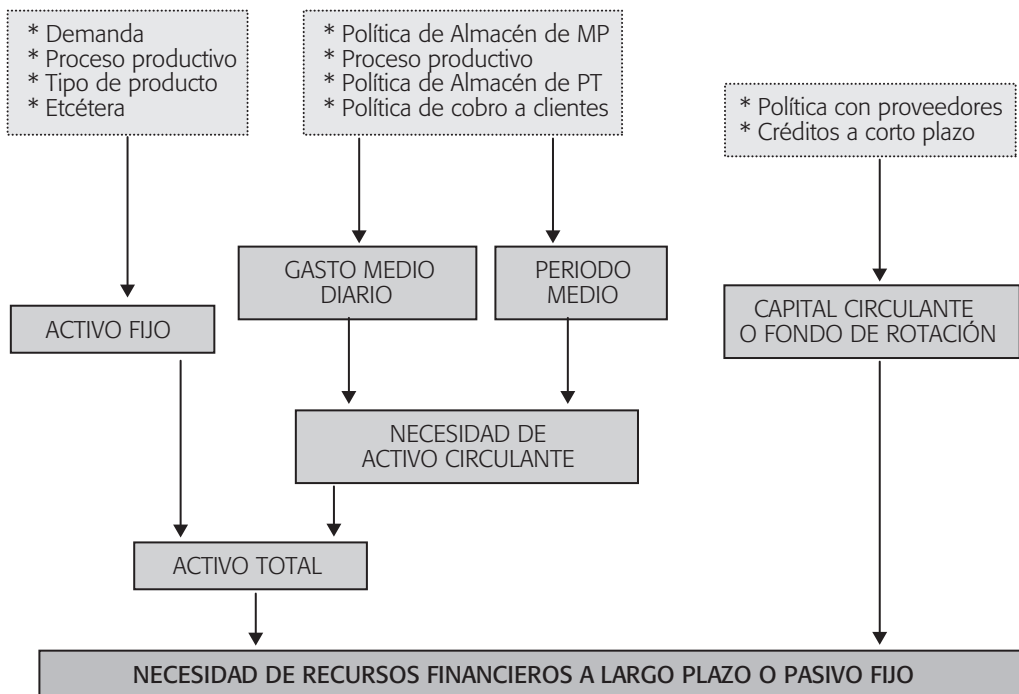 * Demanda
* Proceso productivo
* Tipo de producto
* Etcétera
* Política de Almacén de MP
* Proceso productivo
* Política de Almacén de PT
* Política de cobro a clientes
* Política con proveedores
* Créditos a corto plazo
GASTO MEDIO
DIARIO
PERIODO
MEDIO
ACTIVO FIJO
CAPITAL CIRCULANTE
O FONDO DE ROTACIÓN
NECESIDAD DE
ACTIVO CIRCULANTE
ACTIVO TOTAL
NECESIDAD DE RECURSOS FINANCIEROS A LARGO PLAZO O PASIVO FIJO